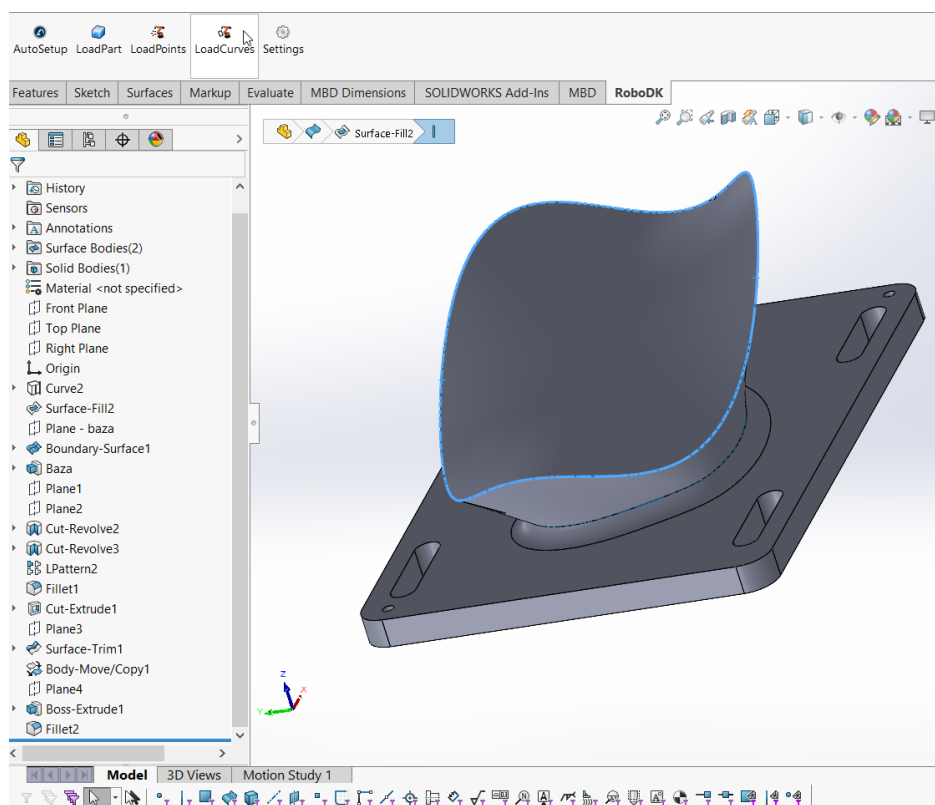 AutoSetup LoadPart LoadPoints LoadCurves Settings
Features Sketch Surfaces Markup Evaluate MBD Dimensions SOLIDWORKS Add-Ins MBD RoboDK
Surface-Fill2
History
Sensors
Annotations
Surface Bodies(2)
Solid Bodies(1)
Material <not specified>
Front Plane
Top Plane
Right Plane
Origin
Curve2
Surface-Fill2
Plane - baza
Boundary-Surface1
Baza
Plane1
Plane2
Cut-Revolve2
Cut-Revolve3
LPattern2
Fillet1
Cut-Extrude1
Plane3
Surface-Trim1
Body-Move/Copy1
Plane4
Boss-Extrude1
Fillet2
Z
X
Y
Model 3D Views Motion Study 1